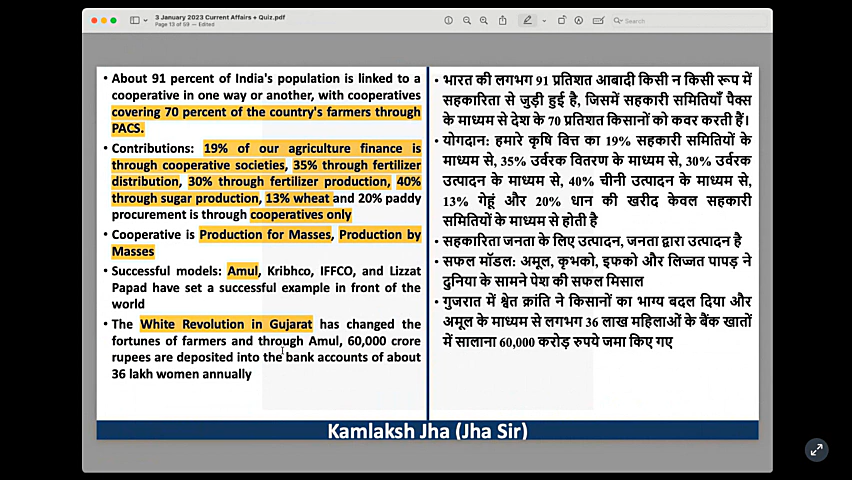 3 January 2023 Current Affairs + Quiz.pdf
Page 13 of 59 — Edited
Search
• About 91 percent of India's population is linked to a
cooperative in one way or another, with cooperatives
covering 70 percent of the country's farmers through
PACS.
• Contributions: 19% of our agriculture finance is
through cooperative societies, 35% through fertilizer
distribution, 30% through fertilizer production, 40%
through sugar production, 13% wheat and 20% paddy
procurement is through cooperatives only
• Cooperative is Production for Masses, Production by
Masses
• Successful models: Amul, Kribhco, IFFCO, and Lizzat
Papad have set a successful example in front of the
world
• The White Revolution in Gujarat has changed the
fortunes of farmers and through Amul, 60,000 crore
rupees are deposited into the bank accounts of about
36 lakh women annually
• भारत की लगभग 91 प्रतिशत आबादी किसी न किसी रूप में
सहकारिता से जुड़ी हुई है, जिसमें सहकारी समितियाँ पैक्स
के माध्यम से देश के 70 प्रतिशत किसानों को कवर करती हैं।
• योगदान: हमारे कृषि वित्त का 19% सहकारी समितियों के
माध्यम से, 35% उर्वरक वितरण के माध्यम से, 30% उर्वरक
उत्पादन के माध्यम से, 40% चीनी उत्पादन के माध्यम से,
13% गेहूं और 20% धान की खरीद केवल सहकारी
समितियों के माध्यम से होती है
• सहकारिता जनता के लिए उत्पादन, जनता द्वारा उत्पादन है
• सफल मॉडल: अमूल, कृभको, इफको और लिज्जत पापड़ ने
दुनिया के सामने पेश की सफल मिसाल
• गुजरात में श्वेत क्रांति ने किसानों का भाग्य बदल दिया और
अमूल के माध्यम से लगभग 36 लाख महिलाओं के बैंक खातों
में सालाना 60,000 करोड़ रुपये जमा किए गए
Kamlaksh Jha (Jha Sir)